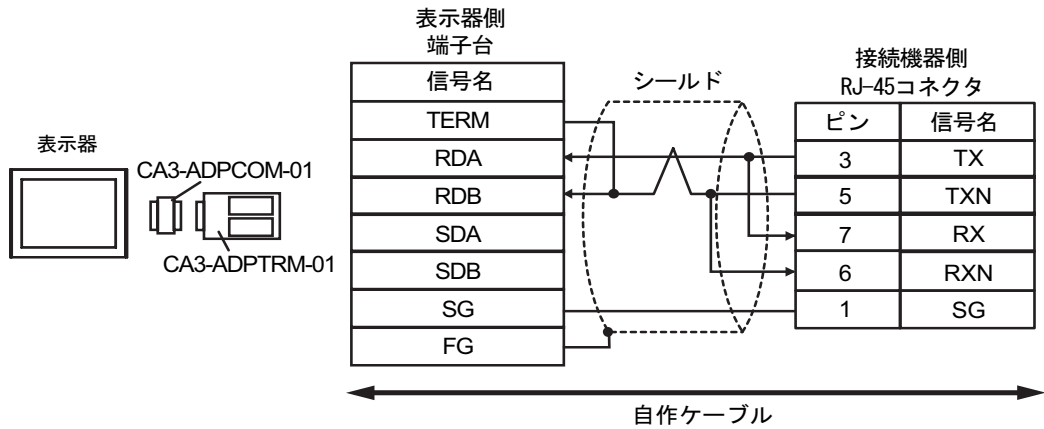 表示器
CA3-ADPCOM-01
CA3-ADPTRM-01
表示器側
端子台
信号名
TERM
RDA
RDB
SDA
SDB
SG
FG
シールド
接続機器側
RJ-45コネクタ
ピン 信号名
3 TX
5 TXN
7 RX
6 RXN
1 SG
自作ケーブル